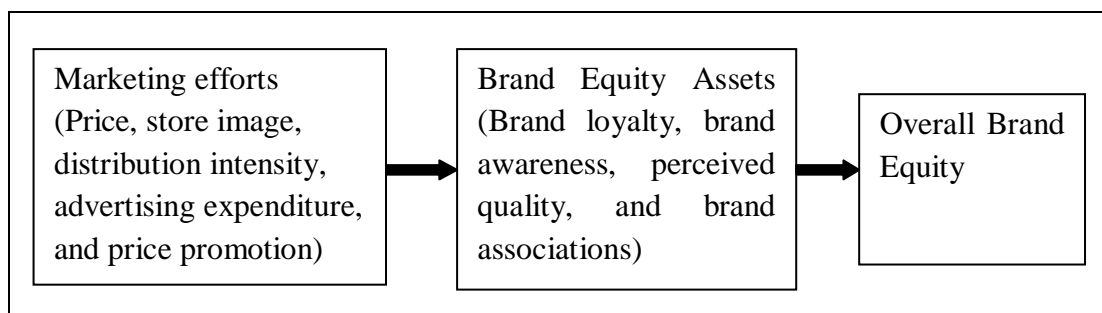 Marketing efforts
(Price, store image,
distribution intensity,
advertising expenditure,
and price promotion)
Brand Equity Assets
(Brand loyalty, brand
awareness, perceived
quality, and brand
associations)
Overall Brand
Equity